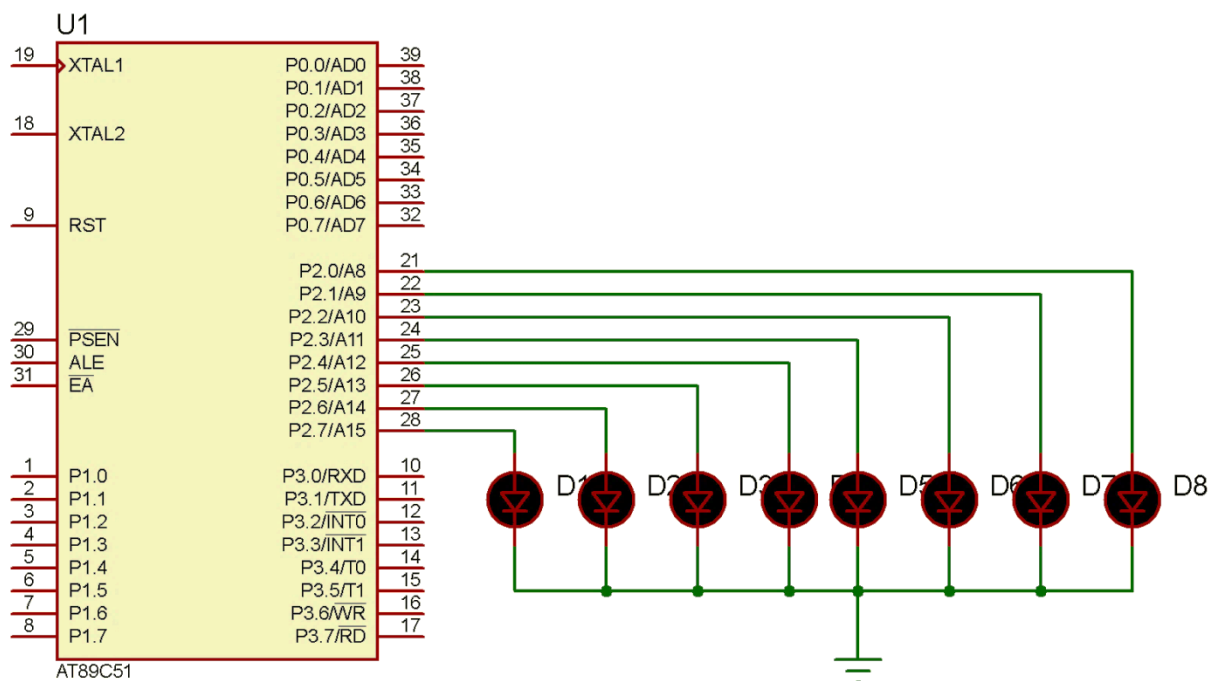 U1
19 XTAL1 P0.0/AD0 39
P0.1/AD1 38
P0.2/AD2 37
18 XTAL2 P0.3/AD3 36
P0.4/AD4 35
P0.5/AD5 34
P0.6/AD6 33
9 RST P0.7/AD7 32
P2.0/A8 21
P2.1/A9 22
P2.2/A10 23
29 PSEN P2.3/A11 24
30 ALE P2.4/A12 25
31 EA P2.5/A13 26
P2.6/A14 27
P2.7/A15 28
1 P1.0 P3.0/RXD 10
2 P1.1 P3.1/TXD 11
3 P1.2 P3.2/INT0 12
4 P1.3 P3.3/INT1 13
5 P1.4 P3.4/T0 14
6 P1.5 P3.5/T1 15
7 P1.6 P3.6/WR 16
8 P1.7 P3.7/RD 17
D1 D2 D3 D5 D6 D7 D8
AT89C51